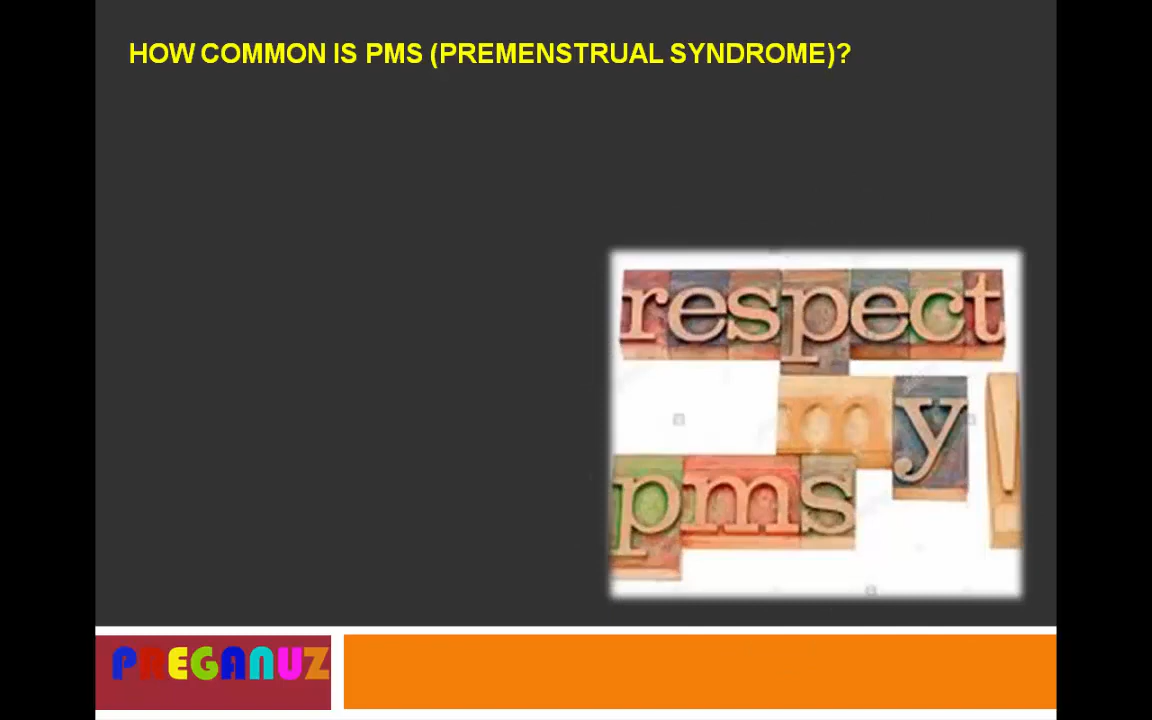 HOW COMMON IS PMS (PREMENSTRUAL SYNDROME)?
respect
my!
pms
PREGANUZ